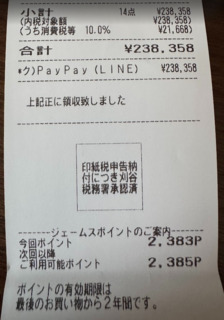 小計 14点 ¥238,358
(内税対象額 ¥238,358)
(うち消費税等 10.0% ¥21,668)
合計 ¥238,358
*ク)PayPay(LINE) ¥238,358
上記正に領収致しました
印紙税申告納
付につき刈谷
税務署承認済
ジェームスポイントのご案内
今回ポイント 2,383P
次回以降
ご利用可能ポイント 2,385P
ポイントの有効期限は
最後のお買い物から2年間です。